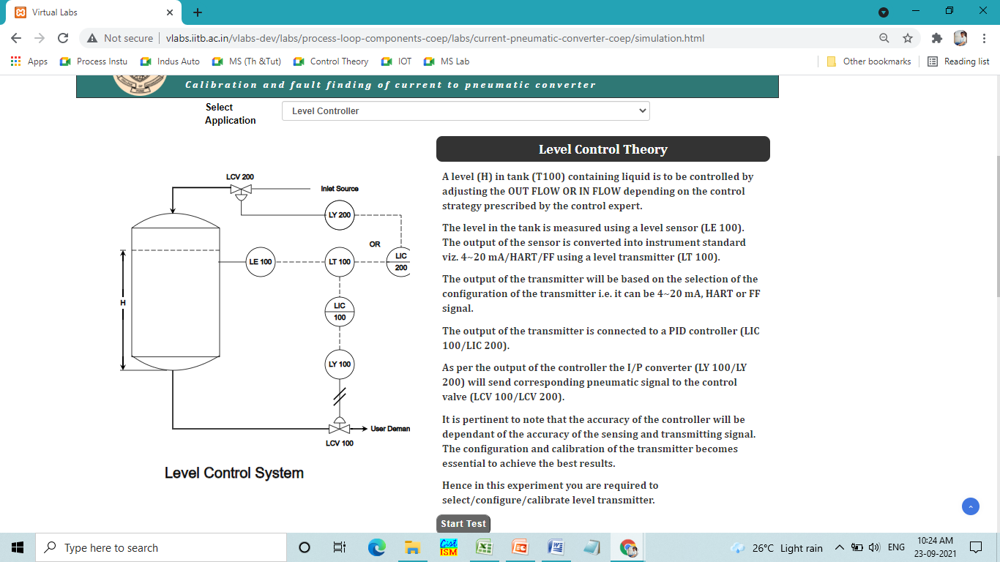 Virtual Labs
Not secure
vlabs.iitb.ac.in/vlabs-dev/labs/process-loop-components-coep/labs/current-pneumatic-converter-coep/simulation.html
Apps
Process Instu
Indus Auto
MS (Th &Tut)
Control Theory
IOT
MS Lab
Other bookmarks
Reading list
Calibration and fault finding of current to pneumatic converter
Select
Application
Level Controller
LCV 200
Inlet Source
LY 200
OR
LE 100
LT 100
LIC
200
H
LIC
100
LY 100
User Deman
LCV 100
Level Control System
Level Control Theory
A level (H) in tank (T100) containing liquid is to be controlled by
adjusting the OUT FLOW OR IN FLOW depending on the control
strategy prescribed by the control expert.
The level in the tank is measured using a level sensor (LE 100).
The output of the sensor is converted into instrument standard
viz. 4~20 mA/HART/FF using a level transmitter (LT 100).
The output of the transmitter will be based on the selection of the
configuration of the transmitter i.e. it can be 4~20 mA, HART or FF
signal.
The output of the transmitter is connected to a PID controller (LIC
100/LIC 200).
As per the output of the controller the I/P converter (LY 100/LY
200) will send corresponding pneumatic signal to the control
valve (LCV 100/LCV 200).
It is pertinent to note that the accuracy of the controller will be
dependant of the accuracy of the sensing and transmitting signal.
The configuration and calibration of the transmitter becomes
essential to achieve the best results.
Hence in this experiment you are required to
select/configure/calibrate level transmitter.
Start Test
Type here to search
ISM
26°C Light rain
ENG
10:24 AM
23-09-2021